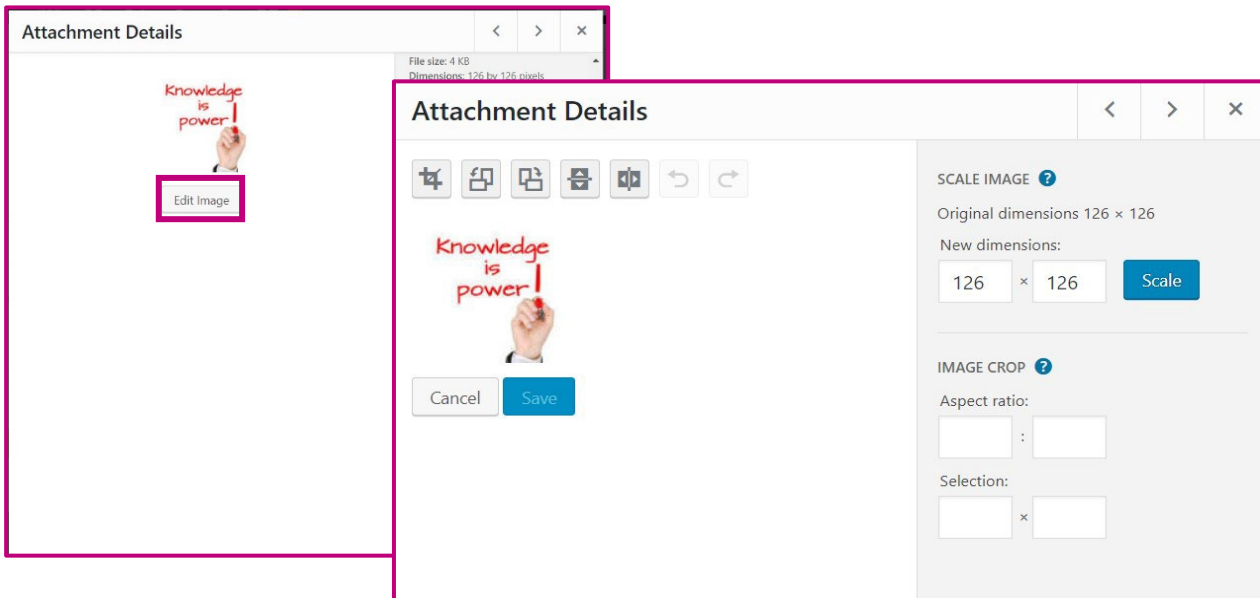 Attachment Details
File size: 4 KB
Dimensions: 126 by 126 pixels
Knowledge
is
power!
Edit Image
Attachment Details
Knowledge
is
power!
Cancel
Save
SCALE IMAGE ?
Original dimensions 126 × 126
New dimensions:
126 × 126 Scale
IMAGE CROP ?
Aspect ratio:
:
Selection:
×